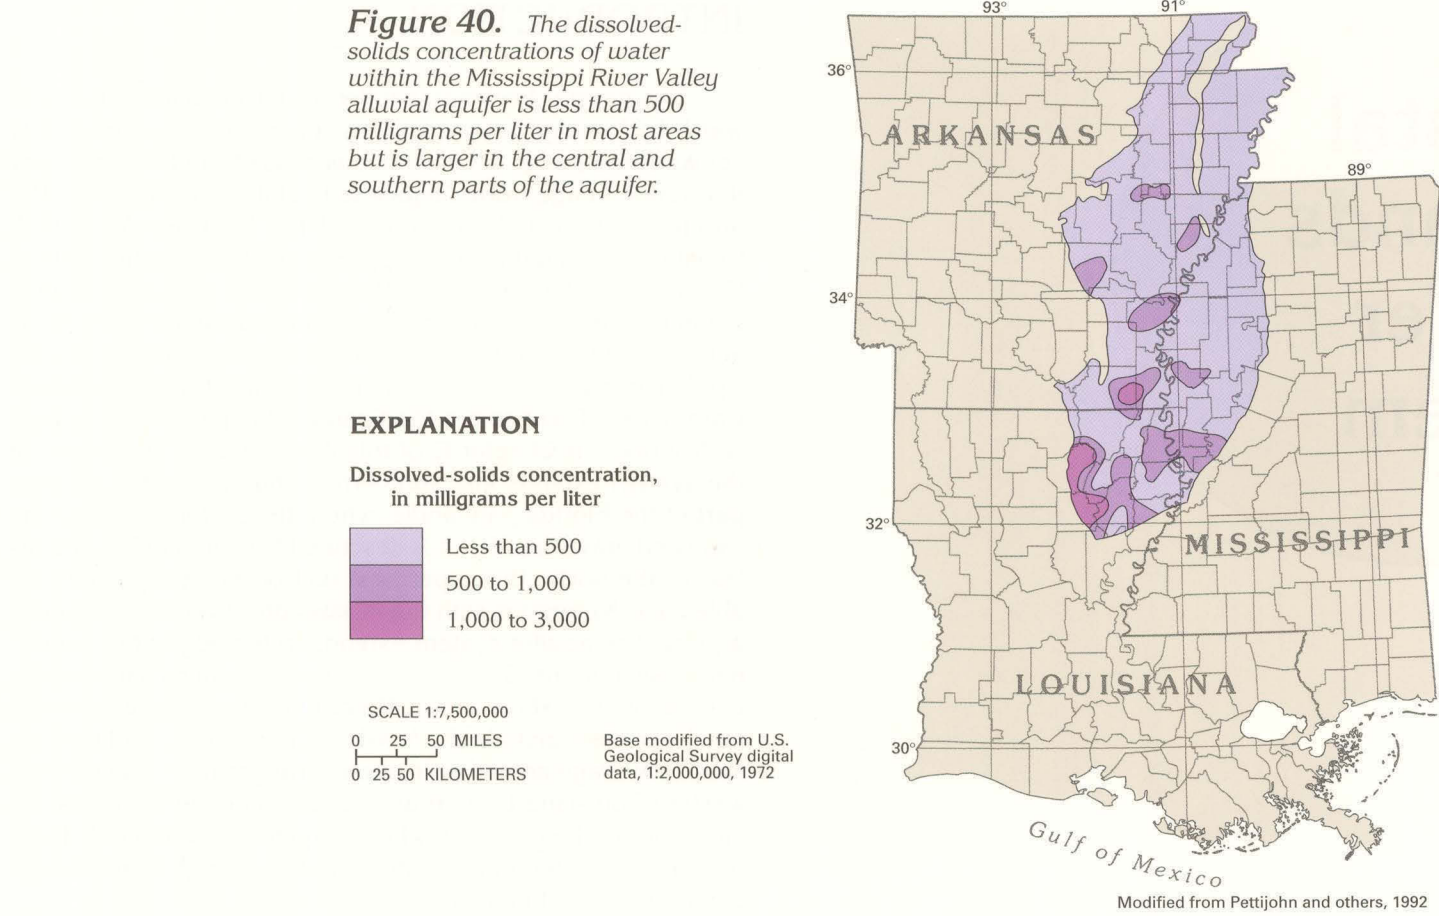 Figure 40. The dissolved-
solids concentrations of water
within the Mississippi River Valley
alluvial aquifer is less than 500
milligrams per liter in most areas
but is larger in the central and
southern parts of the aquifer.
EXPLANATION
Dissolved-solids concentration,
in milligrams per liter
Less than 500
500 to 1,000
1,000 to 3,000
SCALE 1:7,500,000
0 25 50 MILES
0 25 50 KILOMETERS
Base modified from U.S.
Geological Survey digital
data, 1:2,000,000, 1972
93°
91°
36°
ARKANSAS
89°
34°
32°
MISSISSIPPI
LOUISIANA
30°
Gulf of Mexico
Modified from Pettijohn and others, 1992